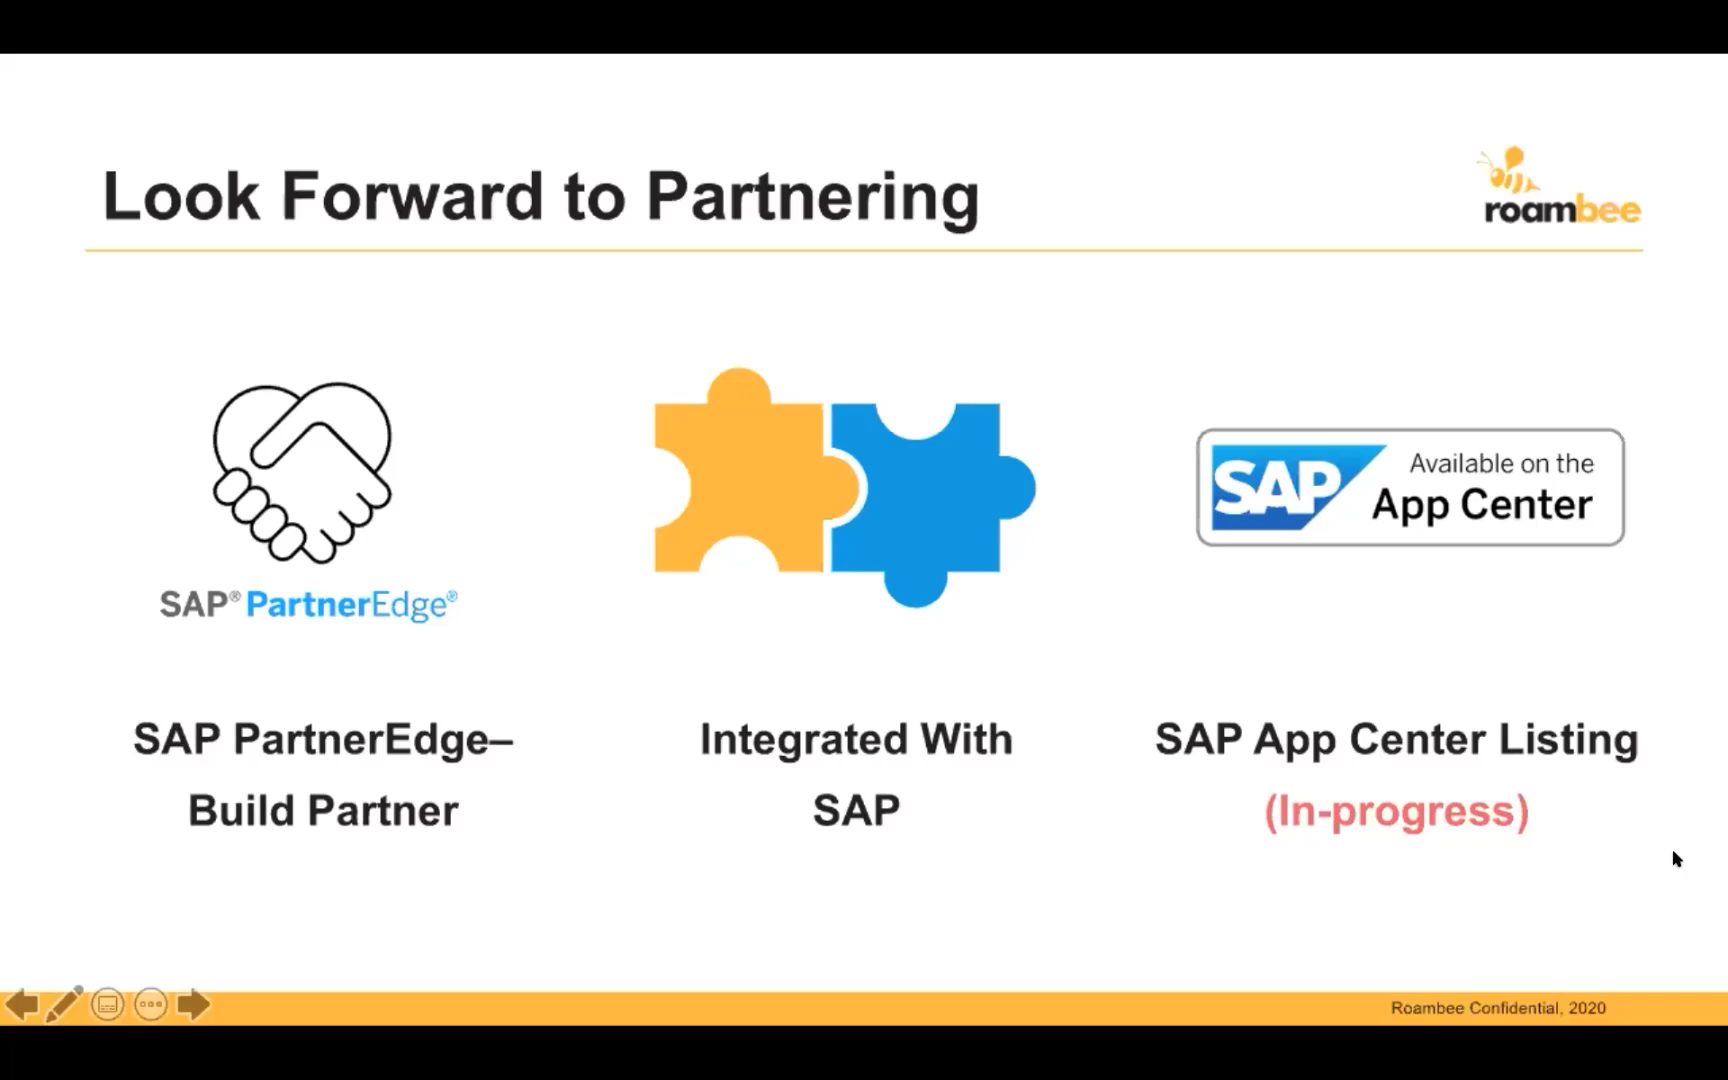 Look Forward to Partnering
roambee
SAP® PartnerEdge®
SAP Available on the
App Center
SAP PartnerEdge–
Build Partner
Integrated With
SAP
SAP App Center Listing
(In-progress)
Roambee Confidential, 2020